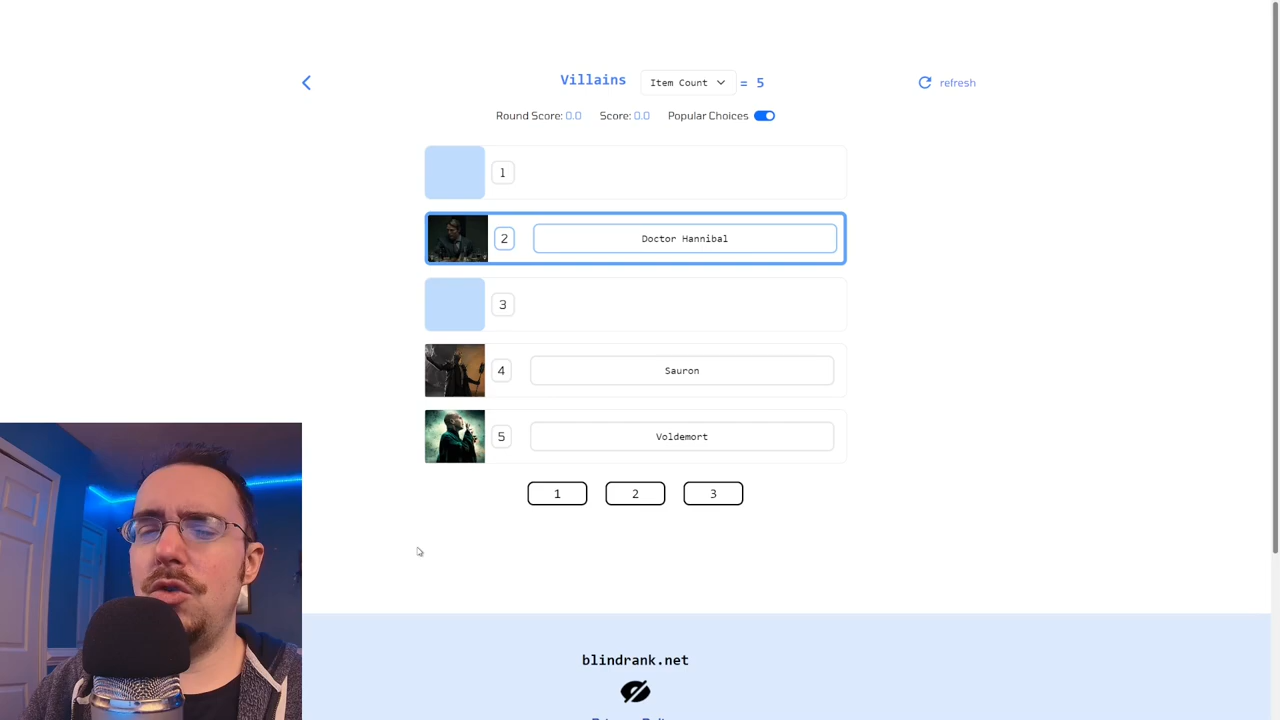 Villains Item Count = 5 refresh
Round Score: 0.0 Score: 0.0 Popular Choices
1
2 Doctor Hannibal
3
4 Sauron
5 Voldemort
1 2 3
blindrank.net